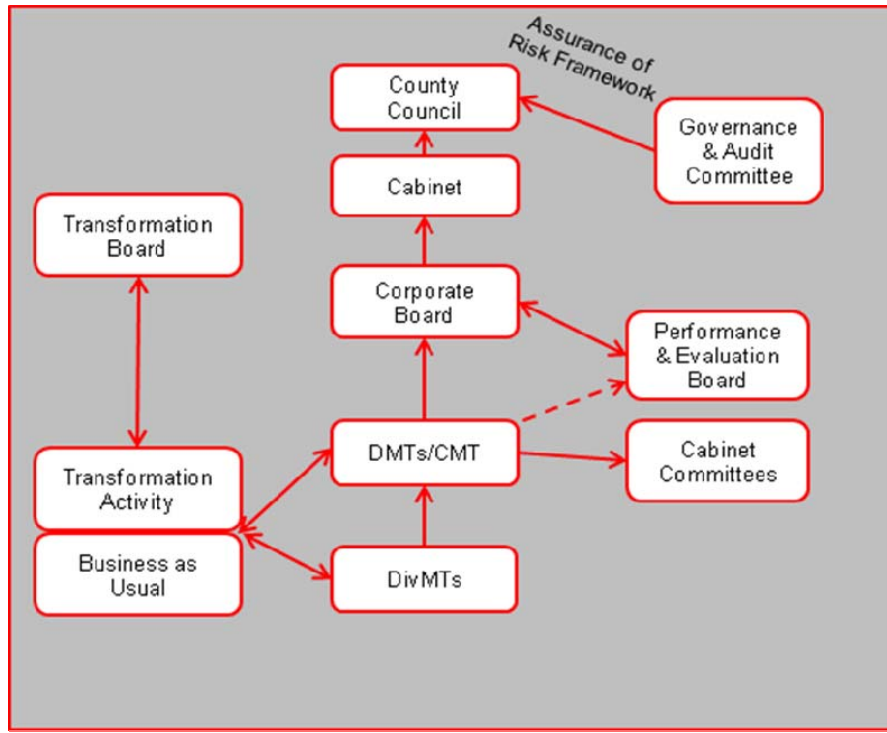 Assurance of
Risk Framework
County
Council
Governance
& Audit
Committee
Cabinet
Transformation
Board
Corporate
Board
Performance
& Evaluation
Board
DMTs/CMT
Cabinet
Committees
Transformation
Activity
Business as
Usual
DivMTs